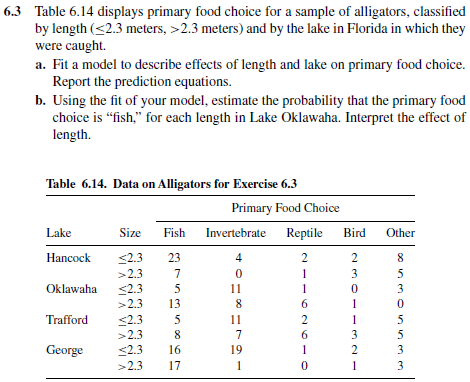 6.3 Table 6.14 displays primary food choice for a sample of alligators, classified
by length (≤2.3 meters, >2.3 meters) and by the lake in Florida in which they
were caught.
a. Fit a model to describe effects of length and lake on primary food choice.
Report the prediction equations.
b. Using the fit of your model, estimate the probability that the primary food
choice is “fish,” for each length in Lake Oklawaha. Interpret the effect of
length.
Table 6.14. Data on Alligators for Exercise 6.3
Primary Food Choice
Lake Size Fish Invertebrate Reptile Bird Other
Hancock ≤2.3 23 4 2 2 8
>2.3 7 0 1 3 5
Oklawaha ≤2.3 5 11 1 0 3
>2.3 13 8 6 1 0
Trafford ≤2.3 5 11 2 1 5
>2.3 8 7 6 3 5
George ≤2.3 16 19 1 2 3
>2.3 17 1 0 1 3